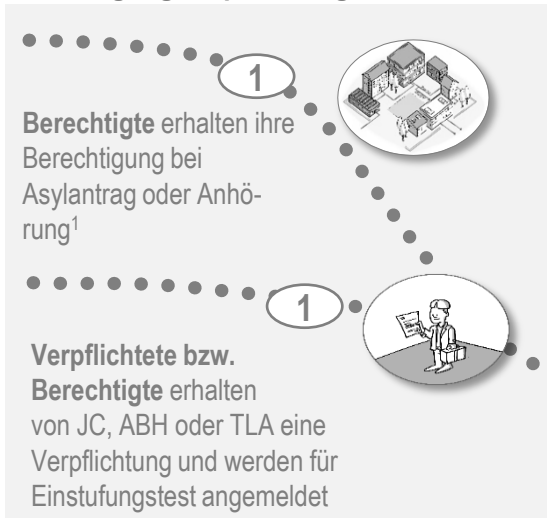 1
Berechtigte erhalten ihre
Berechtigung bei
Asylantrag oder Anhö-
rung1
1
Verpflichtete bzw.
Berechtigte erhalten
von JC, ABH oder TLA eine
Verpflichtung und werden für
Einstufungstest angemeldet